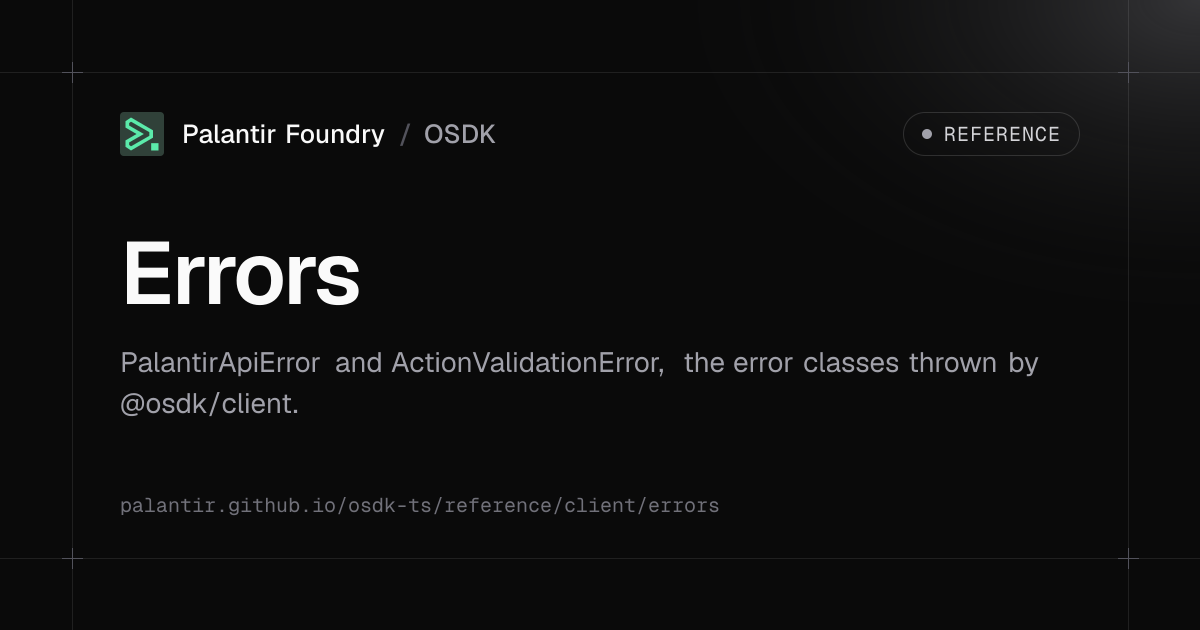 Palantir Foundry / OSDK
REFERENCE
Errors
PalantirApiError and ActionValidationError, the error classes thrown by
@osdk/client.
palantir.github.io/osdk-ts/reference/client/errors